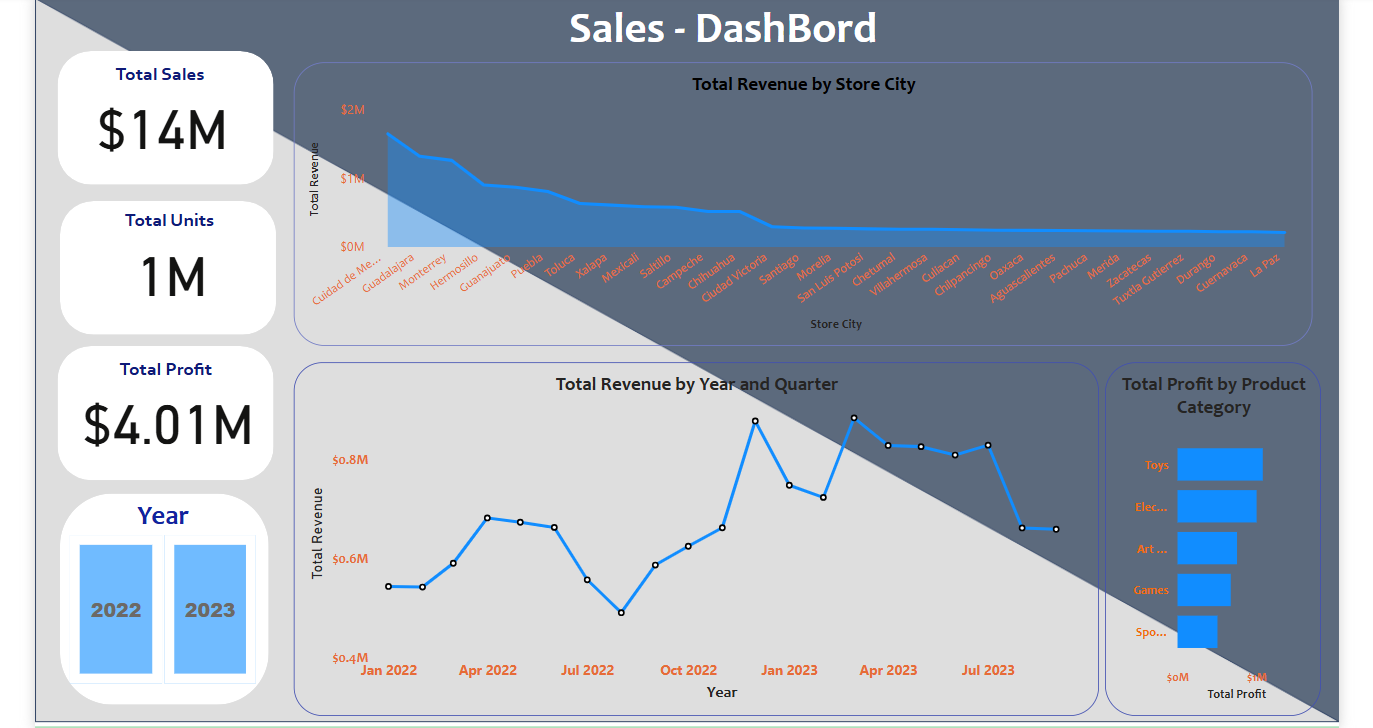 Sales - DashBord
Total Sales
$14M
Total Units
1M
Total Profit
$4.01M
Year
2022
2023
Total Revenue by Store City
Total Revenue
$2M
$1M
$0M
Cuidad de Me...
Guadalajara
Monterrey
Hermosillo
Guanajuato
Puebla
Toluca
Xalapa
Mexicali
Saltillo
Campeche
Chihuahua
Ciudad Victoria
Santiago
Morelia
San Luis Potosi
Chetumal
Villahermosa
Culiacan
Chilpancingo
Oaxaca
Aguascalientes
Pachuca
Merida
Zacatecas
Tuxtla Gutierrez
Durango
Cuernavaca
La Paz
Store City
Total Revenue by Year and Quarter
Total Revenue
$0.8M
$0.6M
$0.4M
Jan 2022
Apr 2022
Jul 2022
Oct 2022
Jan 2023
Apr 2023
Jul 2023
Year
Total Profit by Product
Category
Toys
Elec...
Art ...
Games
Spo...
$0M
$1M
Total Profit